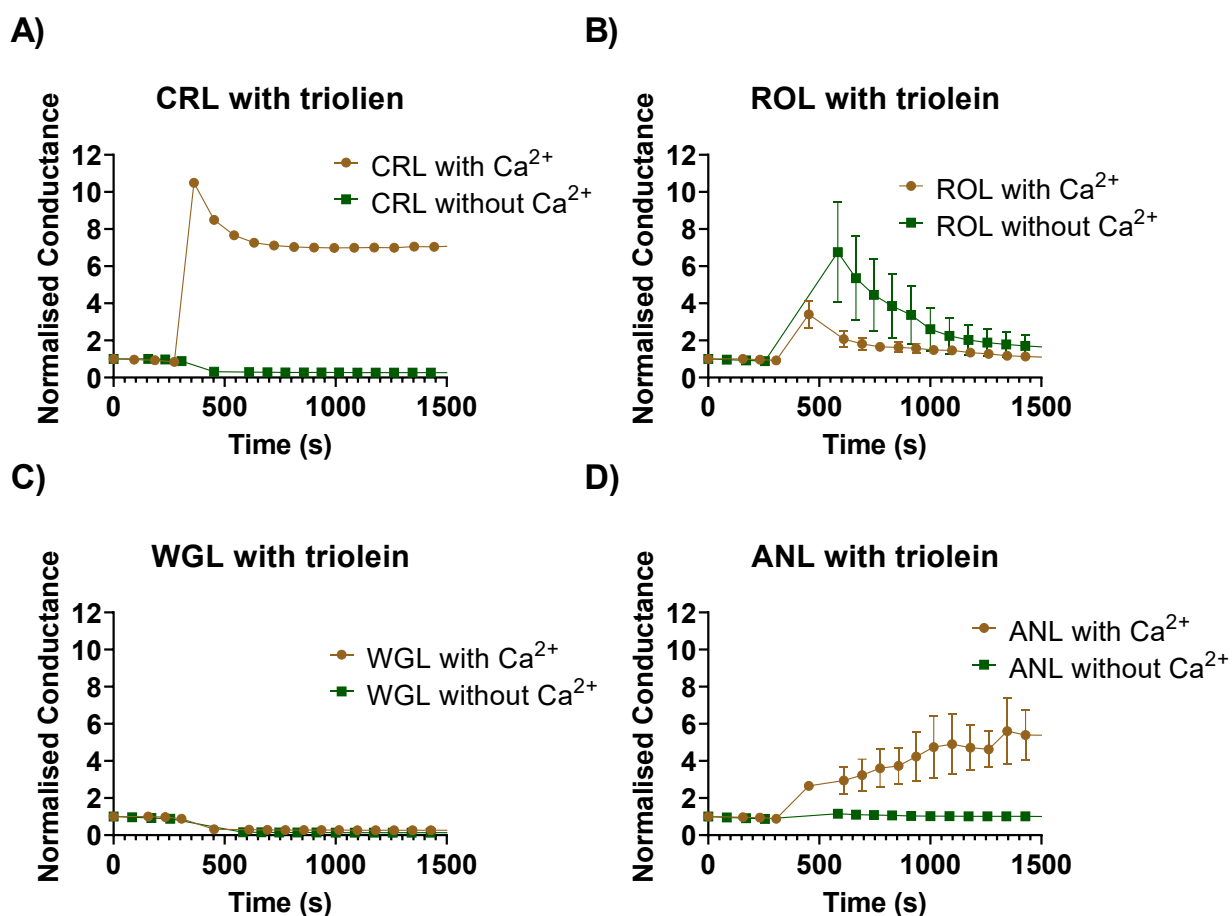 A)
CRL with triolien
Normalised Conductance
12
10
8
6
4
2
0
CRL with Ca²⁺
CRL without Ca²⁺
0 500 1000 1500
Time (s)
B)
ROL with triolein
Normalised Conductance
12
10
8
6
4
2
0
ROL with Ca²⁺
ROL without Ca²⁺
0 500 1000 1500
Time (s)
C)
WGL with triolein
Normalised Conductance
12
10
8
6
4
2
0
WGL with Ca²⁺
WGL without Ca²⁺
0 500 1000 1500
Time (s)
D)
ANL with triolein
Normalised Conductance
12
10
8
6
4
2
0
ANL with Ca²⁺
ANL without Ca²⁺
0 500 1000 1500
Time (s)